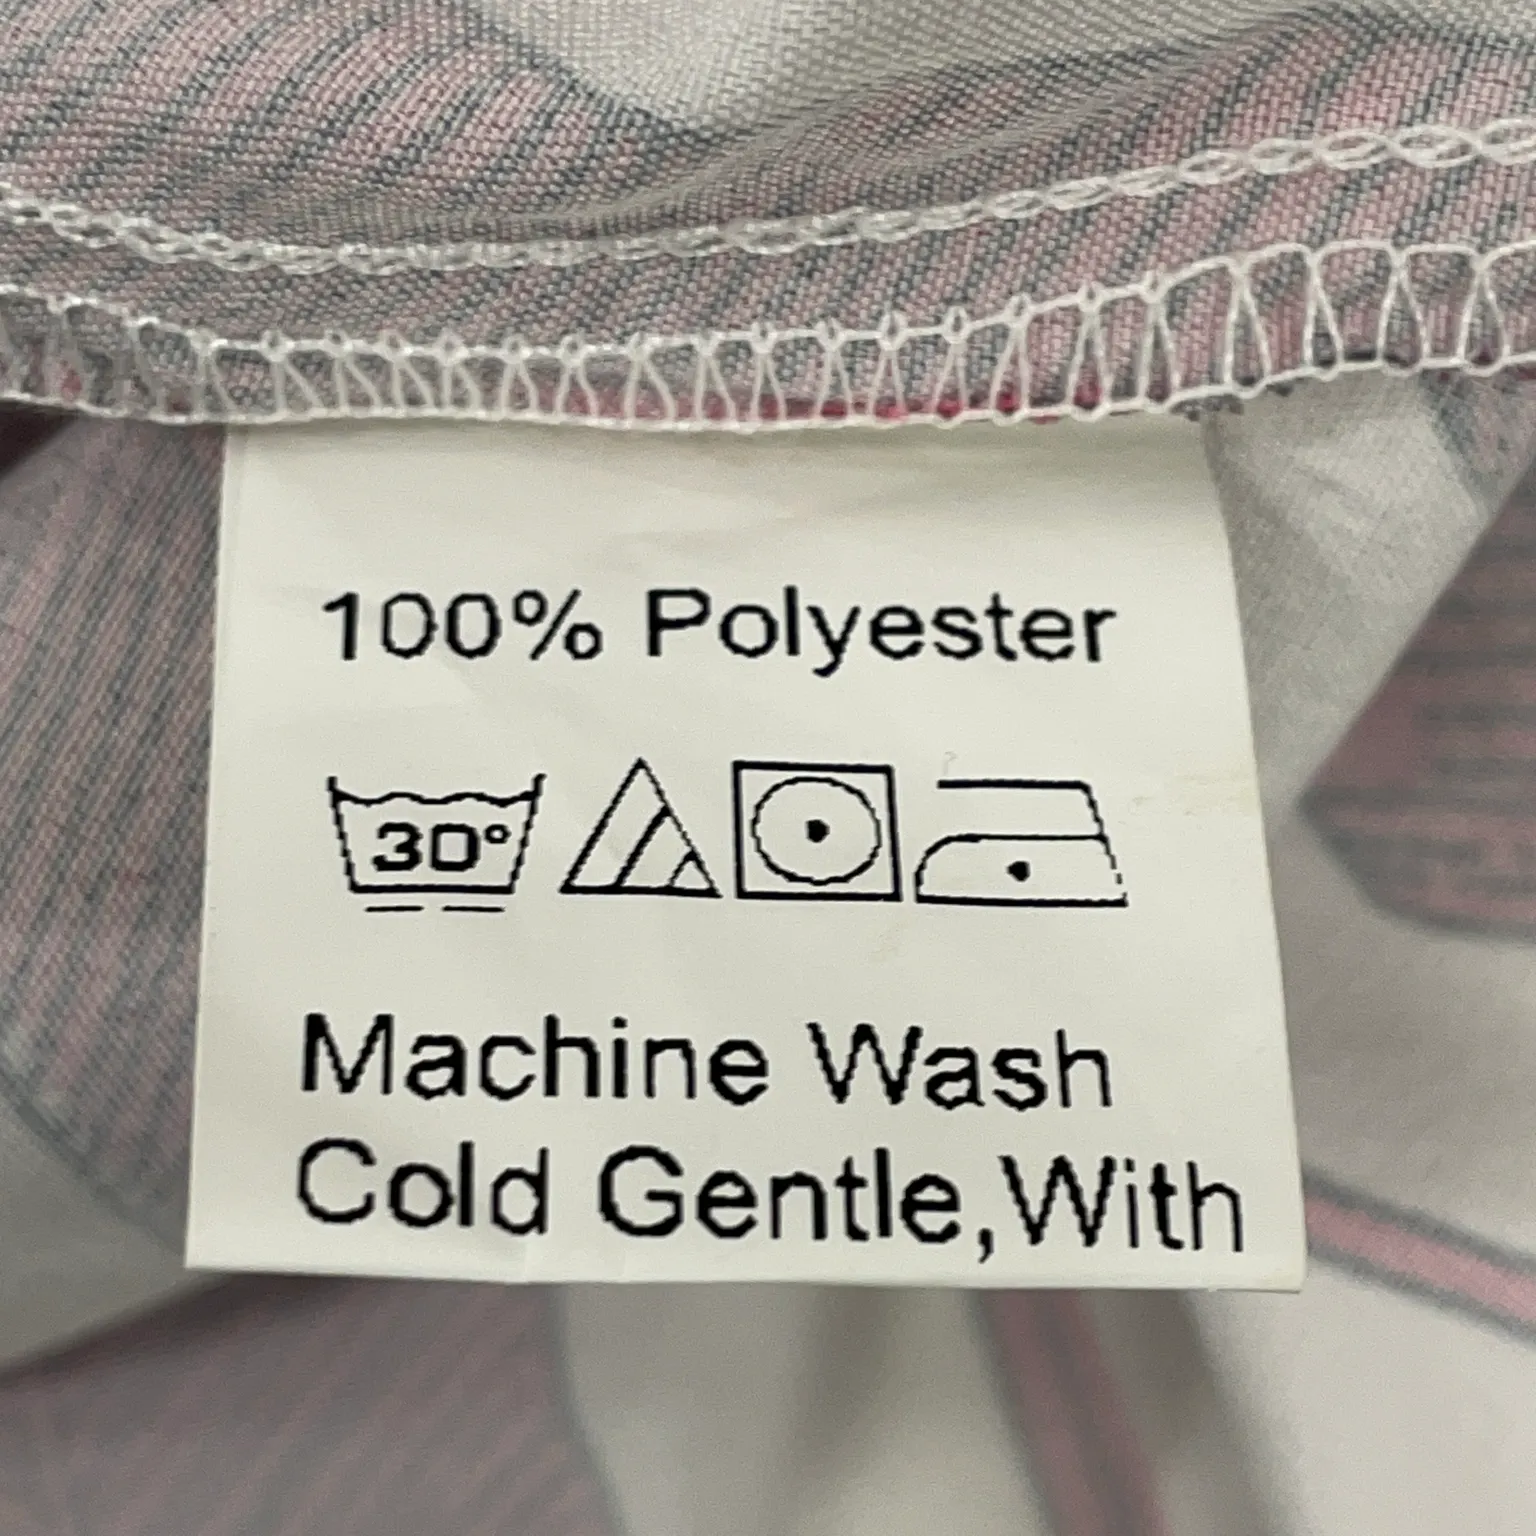 100% Polyester
30°
Machine Wash
Cold Gentle,With